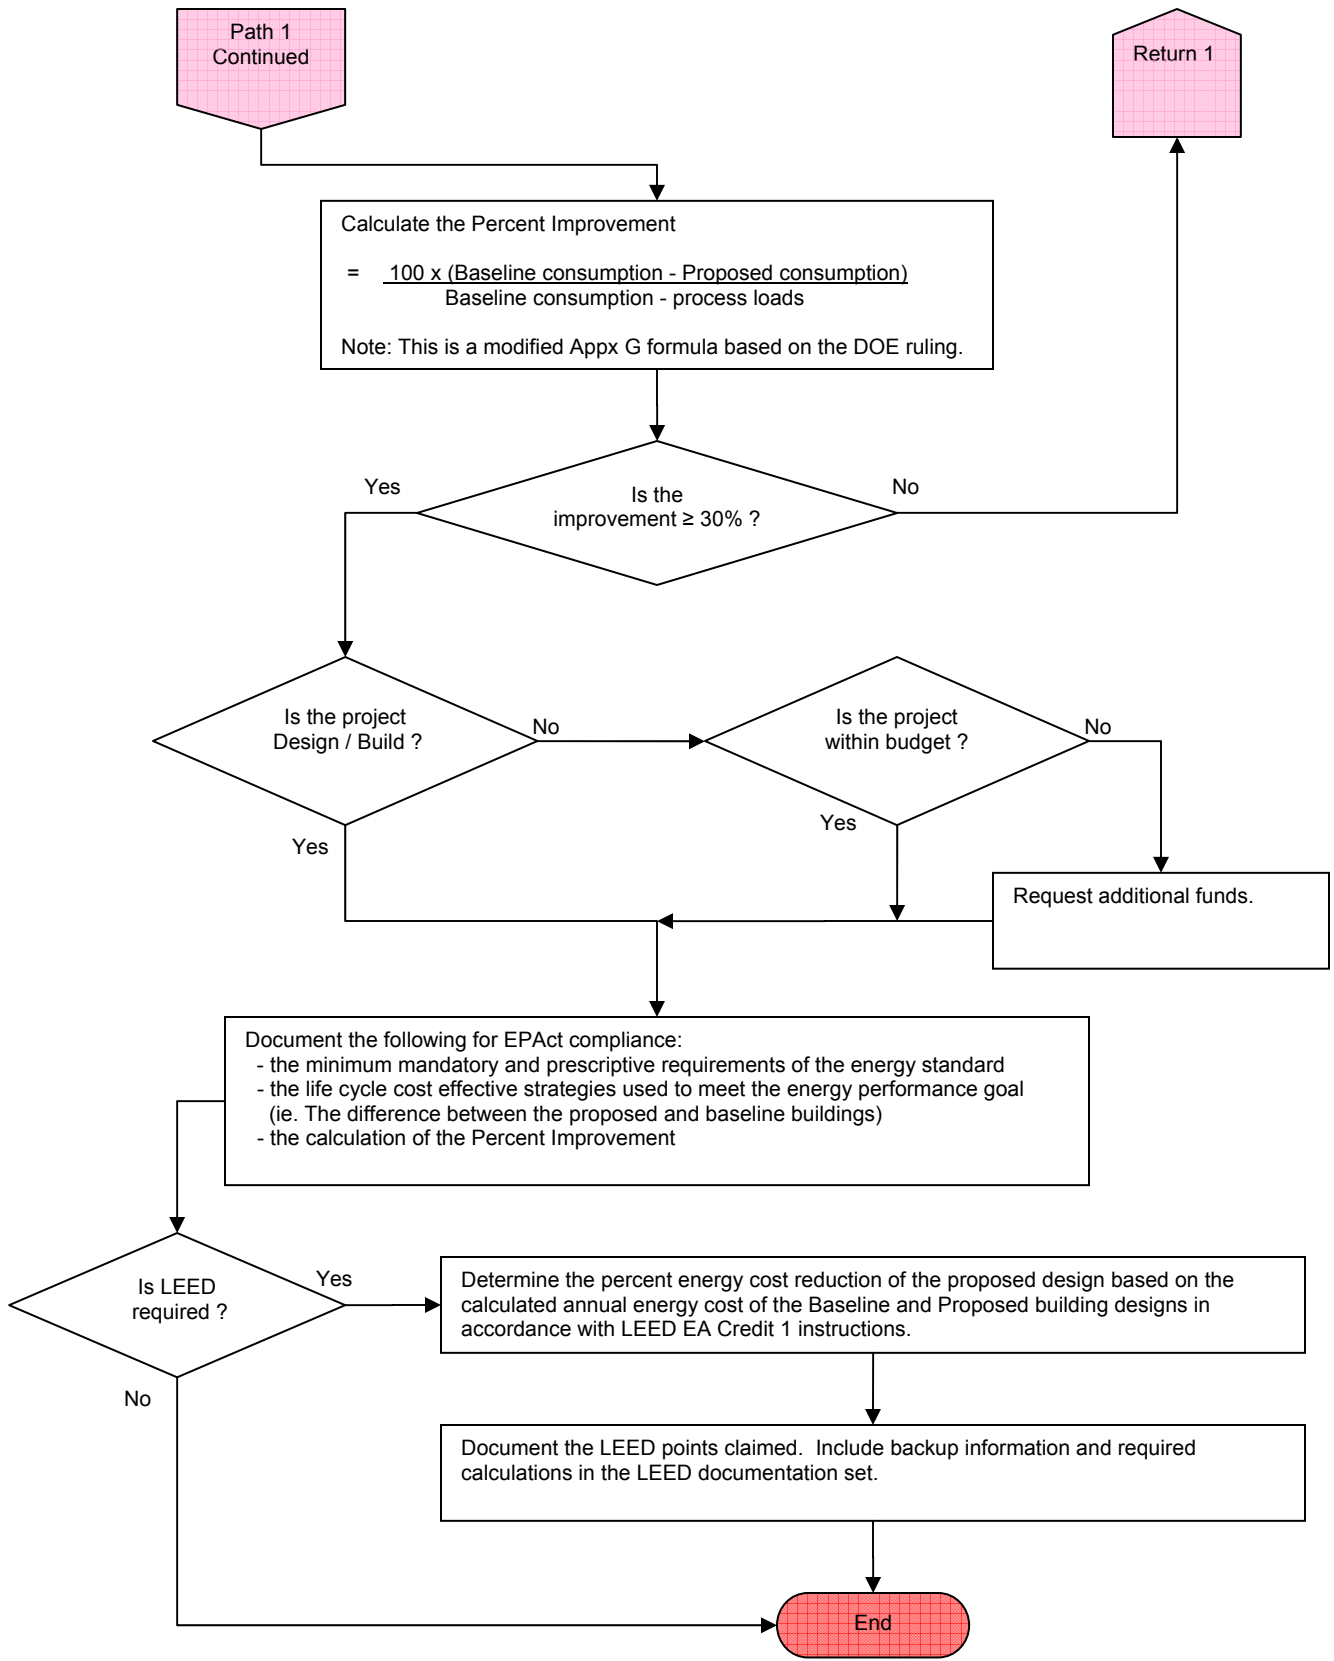 Path 1
Continued
Return 1
Calculate the Percent Improvement
= 100 x (Baseline consumption - Proposed consumption)
Baseline consumption - process loads
Note: This is a modified Appx G formula based on the DOE ruling.
Yes
No
Is the
improvement ≥ 30% ?
Is the project
Design / Build ?
No
Is the project
within budget ?
No
Yes
Yes
Request additional funds.
Document the following for EPAct compliance:
- the minimum mandatory and prescriptive requirements of the energy standard
- the life cycle cost effective strategies used to meet the energy performance goal
(ie. The difference between the proposed and baseline buildings)
- the calculation of the Percent Improvement
Is LEED
required ?
Yes
No
Determine the percent energy cost reduction of the proposed design based on the
calculated annual energy cost of the Baseline and Proposed building designs in
accordance with LEED EA Credit 1 instructions.
Document the LEED points claimed.  Include backup information and required
calculations in the LEED documentation set.
End